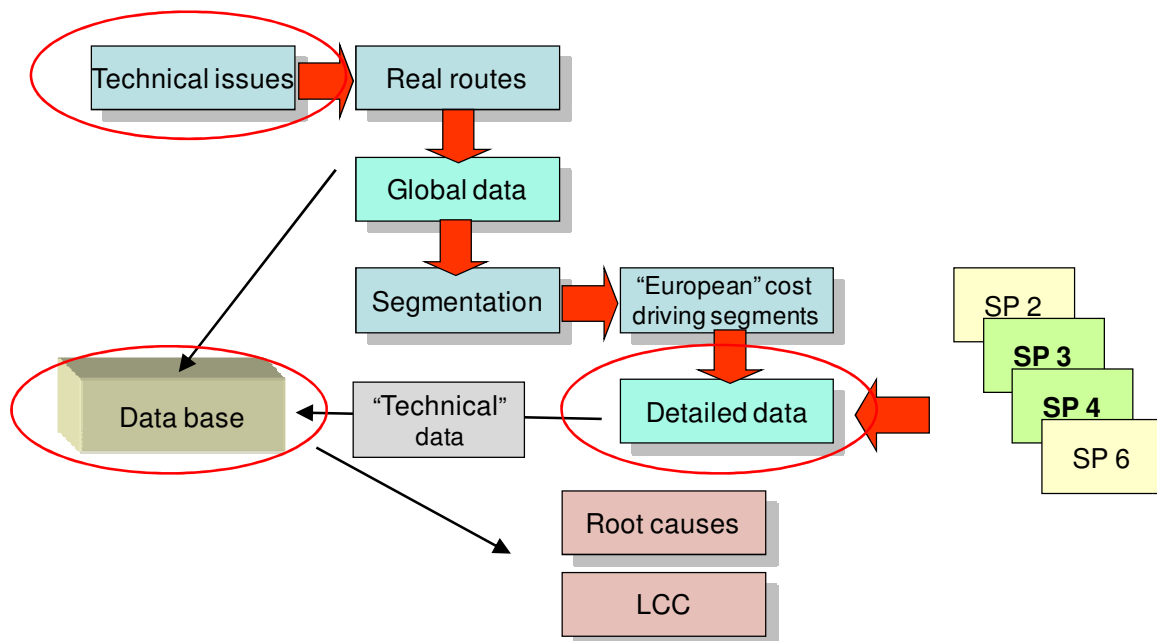 Technical issues
Real routes
Global data
Segmentation
“European” cost
driving segments
SP 2
SP 3
SP 4
SP 6
Data base
“Technical”
data
Detailed data
Root causes
LCC